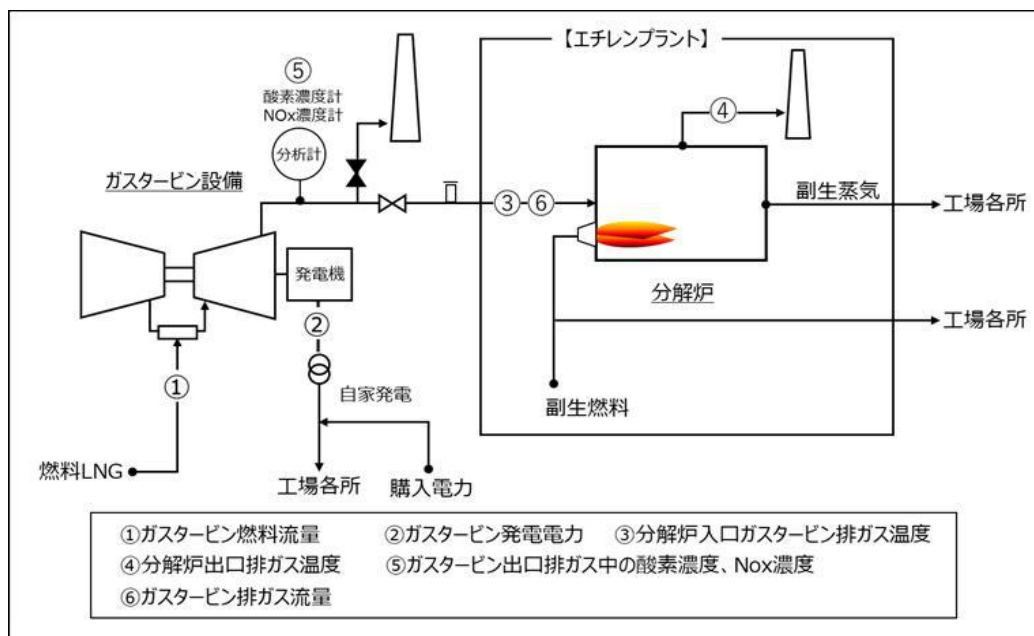 【エチレンプラント】
⑤
酸素濃度計
NOx濃度計
分析計
④
ガスタービン設備
③ ⑥
副生蒸気
工場各所
発電機
分解炉
②
工場各所
①
自家発電
副生燃料
燃料LNG
工場各所
購入電力
①ガスタービン燃料流量 ②ガスタービン発電電力 ③分解炉入口ガスタービン排ガス温度
④分解炉出口排ガス温度 ⑤ガスタービン出口排ガス中の酸素濃度、Nox濃度
⑥ガスタービン排ガス流量